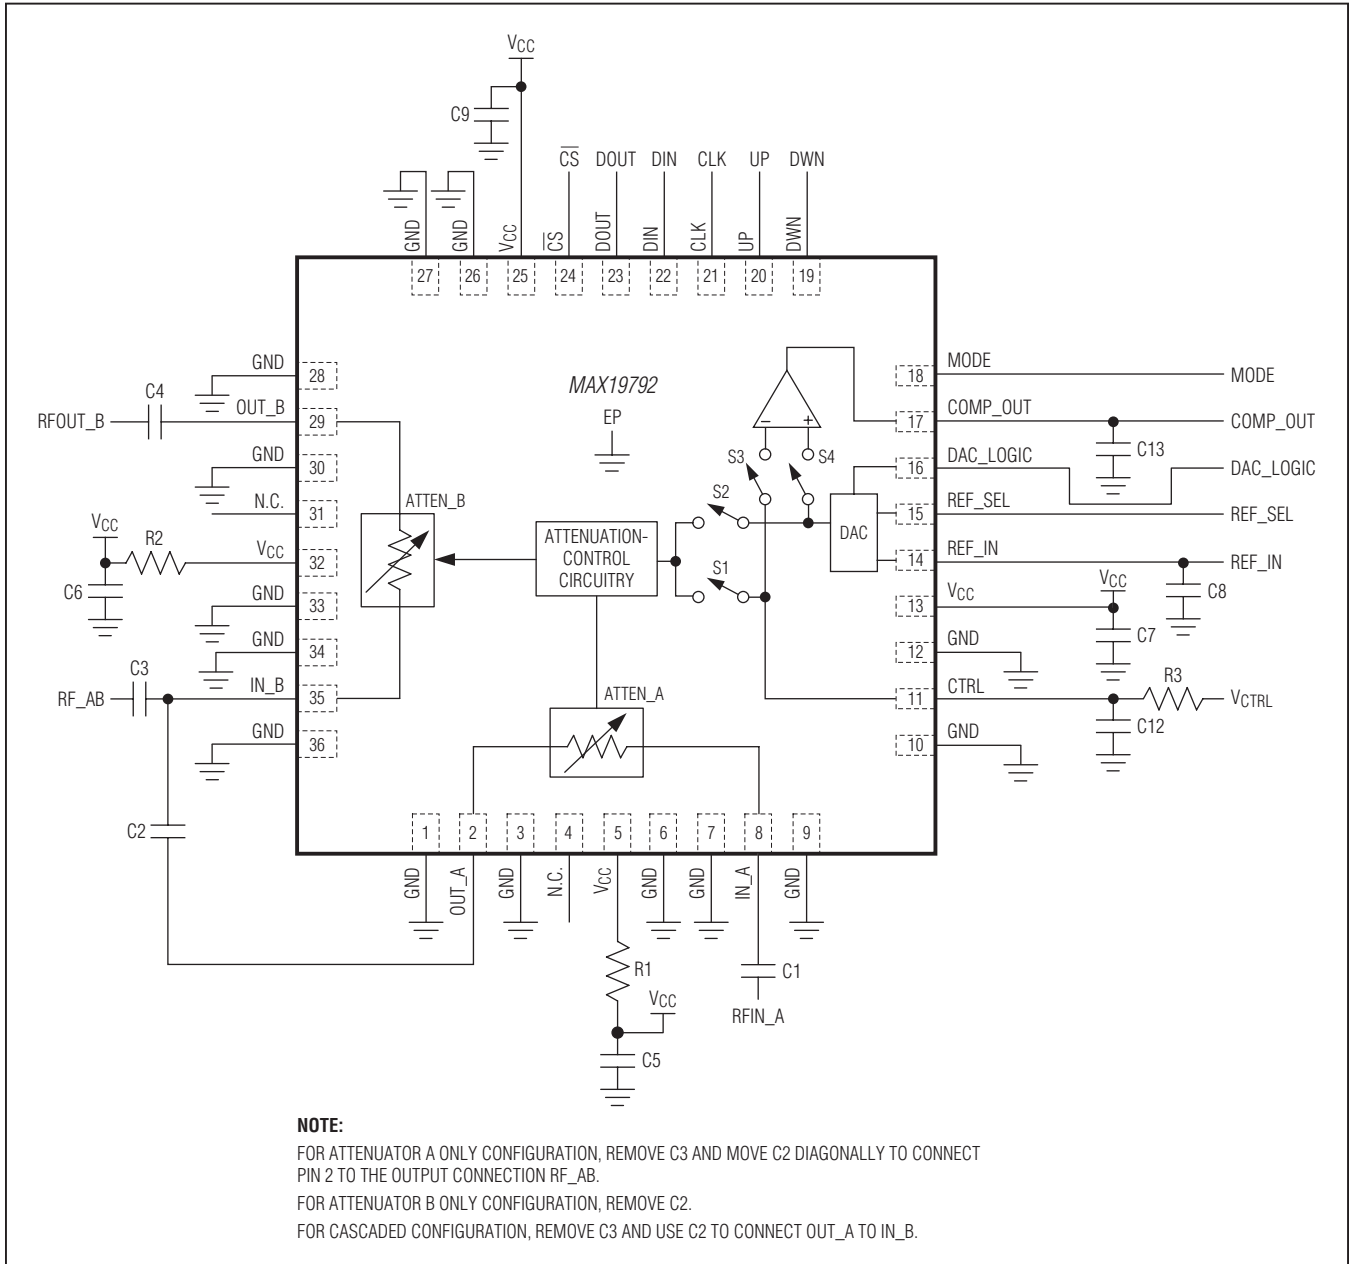 VCC
C9
CS DOUT DIN CLK UP DWN
GND GND VCC CS DOUT DIN CLK UP DWN
27 26 25 24 23 22 21 20 19
MAX19792
EP
GND
28
C4
RFOUT_B
OUT_B
29
GND
30
N.C.
31
VCC
R2
VCC
32
C6
GND
33
GND
34
C3
RF_AB
IN_B
35
GND
36
C2
ATTEN_B
ATTENUATION-
CONTROL
CIRCUITRY
ATTEN_A
S2
S1
S3
S4
− +
DAC
18
MODE
MODE
17
COMP_OUT
COMP_OUT
C13
16
DAC_LOGIC
DAC_LOGIC
15
REF_SEL
REF_SEL
14
REF_IN
REF_IN
C8
13
VCC
VCC
C7
12
GND
11
CTRL
R3
VCTRL
C12
10
GND
1 2 3 4 5 6 7 8 9
GND OUT_A GND N.C. VCC GND GND IN_A GND
R1
VCC
C5
C1
RFIN_A
NOTE:
FOR ATTENUATOR A ONLY CONFIGURATION, REMOVE C3 AND MOVE C2 DIAGONALLY TO CONNECT
PIN 2 TO THE OUTPUT CONNECTION RF_AB.
FOR ATTENUATOR B ONLY CONFIGURATION, REMOVE C2.
FOR CASCADED CONFIGURATION, REMOVE C3 AND USE C2 TO CONNECT OUT_A TO IN_B.